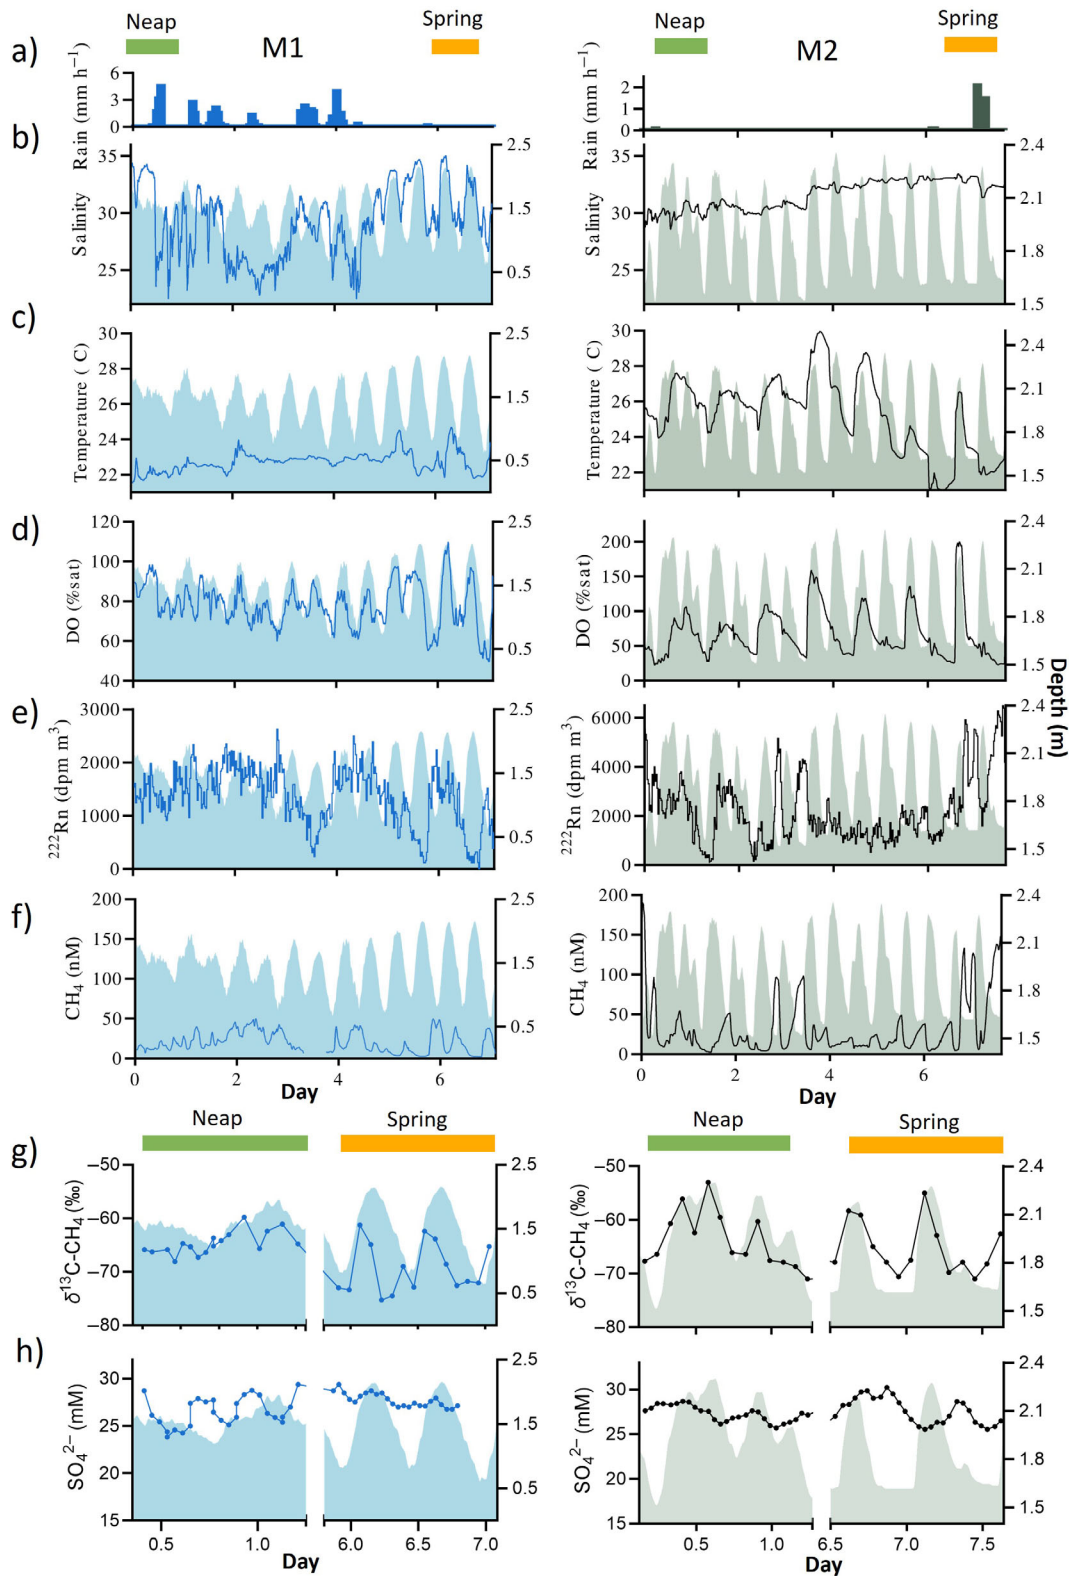 Neap
Spring
Spring
Neap
a)
M1
M2
Rain (mm h⁻¹)
6
3
0
Rain (mm h⁻¹)
2
1
0
b)
Salinity
35
30
25
2.5
1.5
0.5
Salinity
35
30
25
2.4
2.1
1.8
1.5
c)
Temperature ( C)
28
26
24
22
2.5
1.5
0.5
Temperature ( C)
30
28
26
24
22
2.4
2.1
1.8
1.5
d)
DO (%sat)
120
100
80
60
40
2.5
1.5
0.5
DO (%sat)
200
150
100
50
0
2.4
2.1
1.8
1.5
Depth (m)
e)
²²²Rn (dpm m³)
3000
2000
1000
0
2.5
1.5
0.5
²²²Rn (dpm m³)
6000
4000
2000
0
2.4
2.1
1.8
1.5
f)
CH₄ (nM)
200
150
100
50
0
2.5
1.5
0.5
CH₄ (nM)
200
150
100
50
0
2.4
2.1
1.8
1.5
0 2 4 6
Day
0 2 4 6
Day
Neap
Spring
Neap
Spring
g)
δ¹³C-CH₄ (‰)
–50
–60
–70
–80
2.5
1.5
0.5
δ¹³C-CH₄ (‰)
–50
–60
–70
–80
2.4
2.1
1.8
1.5
h)
SO₄²⁻ (mM)
30
25
20
15
2.5
1.5
0.5
SO₄²⁻ (mM)
30
25
20
15
2.4
2.1
1.8
1.5
0.5 1.0 6.0 6.5 7.0
Day
0.5 1.0 6.5 7.0 7.5
Day